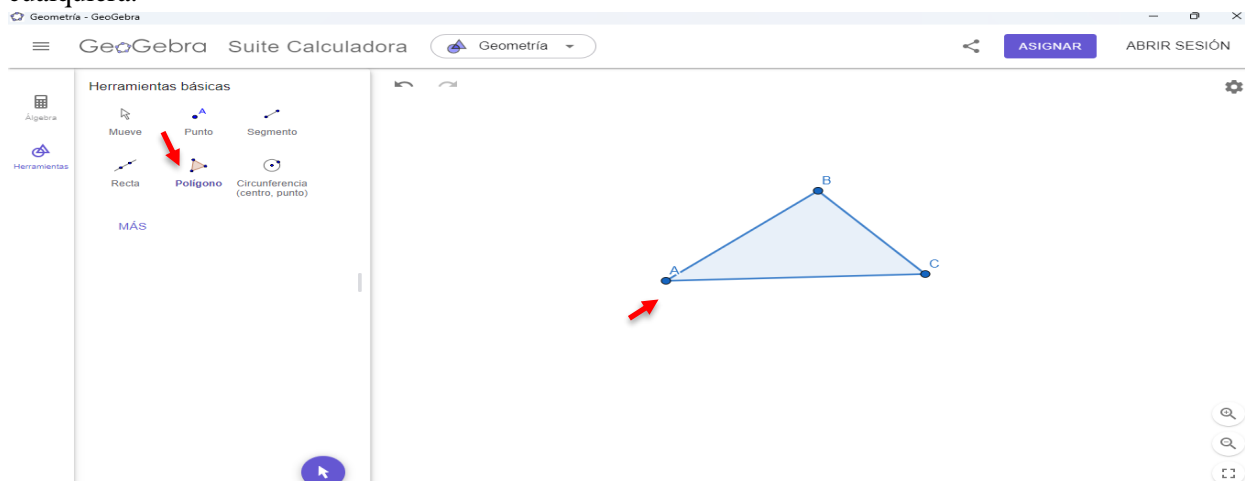 cualquiera.
Geometría - GeoGebra
GeoGebra Suite Calculadora
Geometría
ASIGNAR
ABRIR SESIÓN
Herramientas básicas
Álgebra
Mueve
Punto
Segmento
Herramientas
Recta
Polígono
Circunferencia
(centro, punto)
MÁS
A
B
C